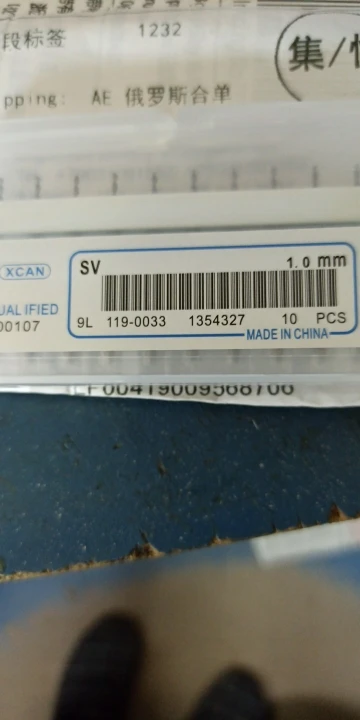 段标签 1232
集/
pping: AE 俄罗斯合单
XCAN
SV 1.0 mm
UALIFIED
00107
9L 119-0033 1354327 10 PCS
MADE IN CHINA
LP00419009568706